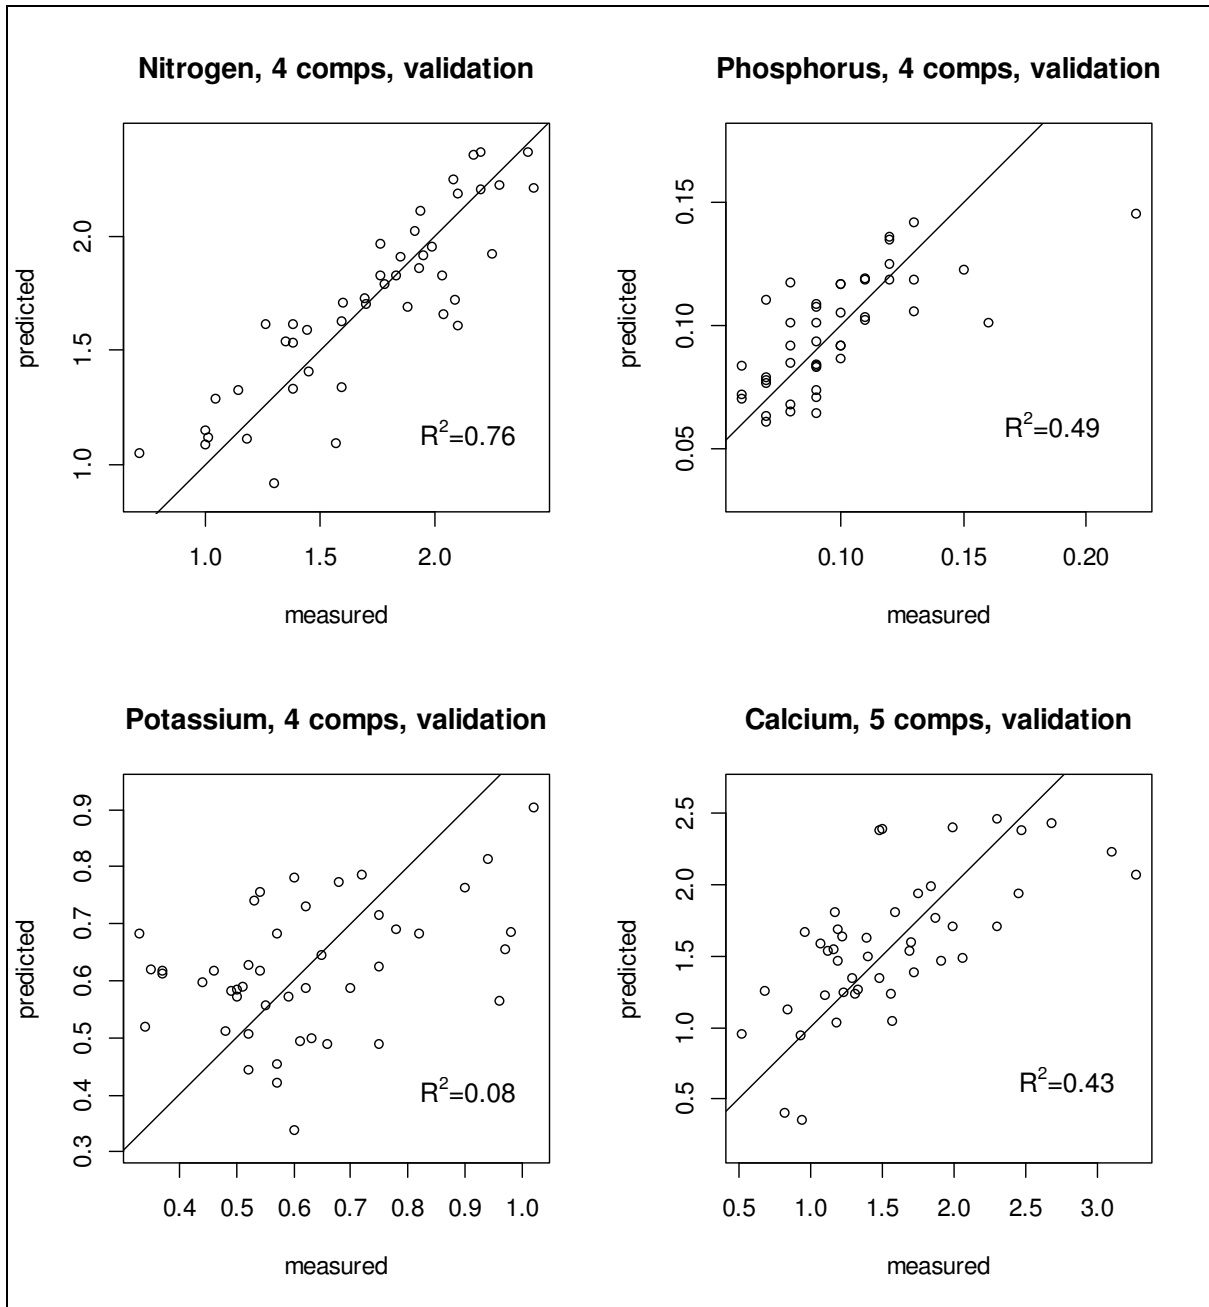 Nitrogen, 4 comps, validation
predicted
2.0
1.5
1.0
R²=0.76
1.0 1.5 2.0
measured
Phosphorus, 4 comps, validation
predicted
0.15
0.10
0.05
R²=0.49
0.10 0.15 0.20
measured
Potassium, 4 comps, validation
predicted
0.9
0.8
0.7
0.6
0.5
0.4
0.3
R²=0.08
0.4 0.5 0.6 0.7 0.8 0.9 1.0
measured
Calcium, 5 comps, validation
predicted
2.5
2.0
1.5
1.0
0.5
R²=0.43
0.5 1.0 1.5 2.0 2.5 3.0
measured